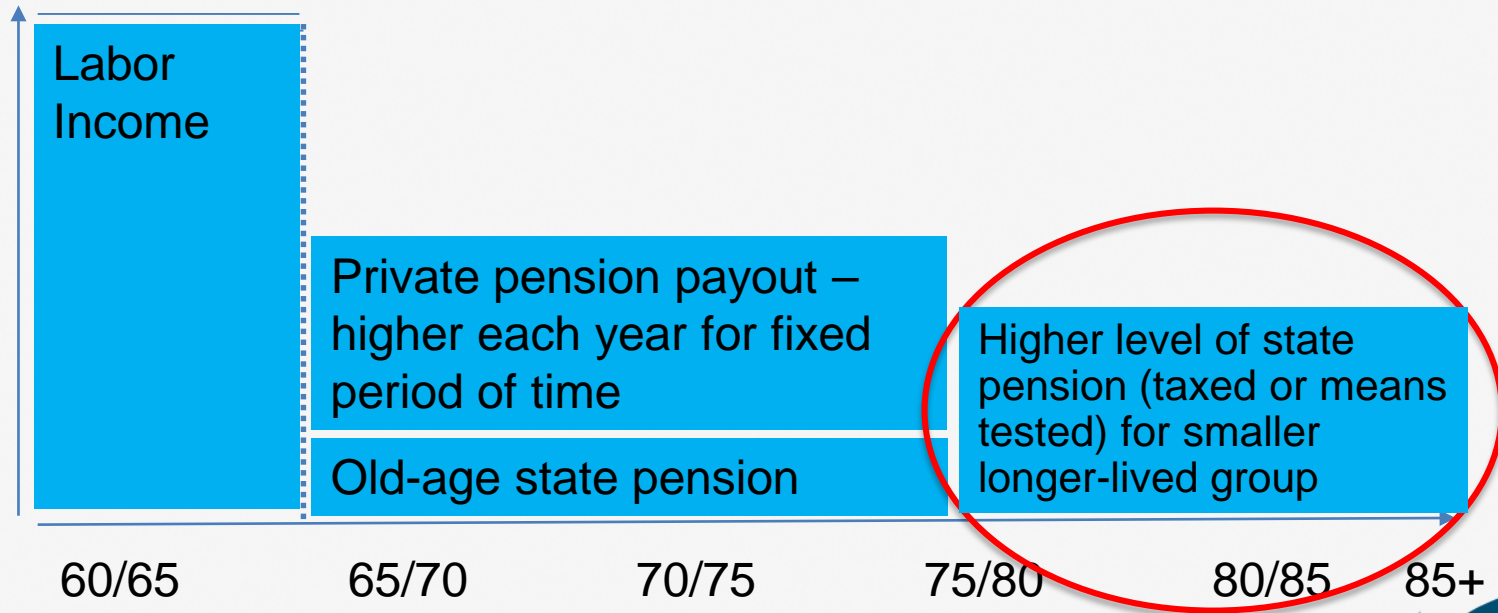 Labor
Income
Private pension payout –
higher each year for fixed
period of time
Higher level of state
pension (taxed or means
tested) for smaller
longer-lived group
Old-age state pension
60/65 65/70 70/75 75/80 80/85 85+